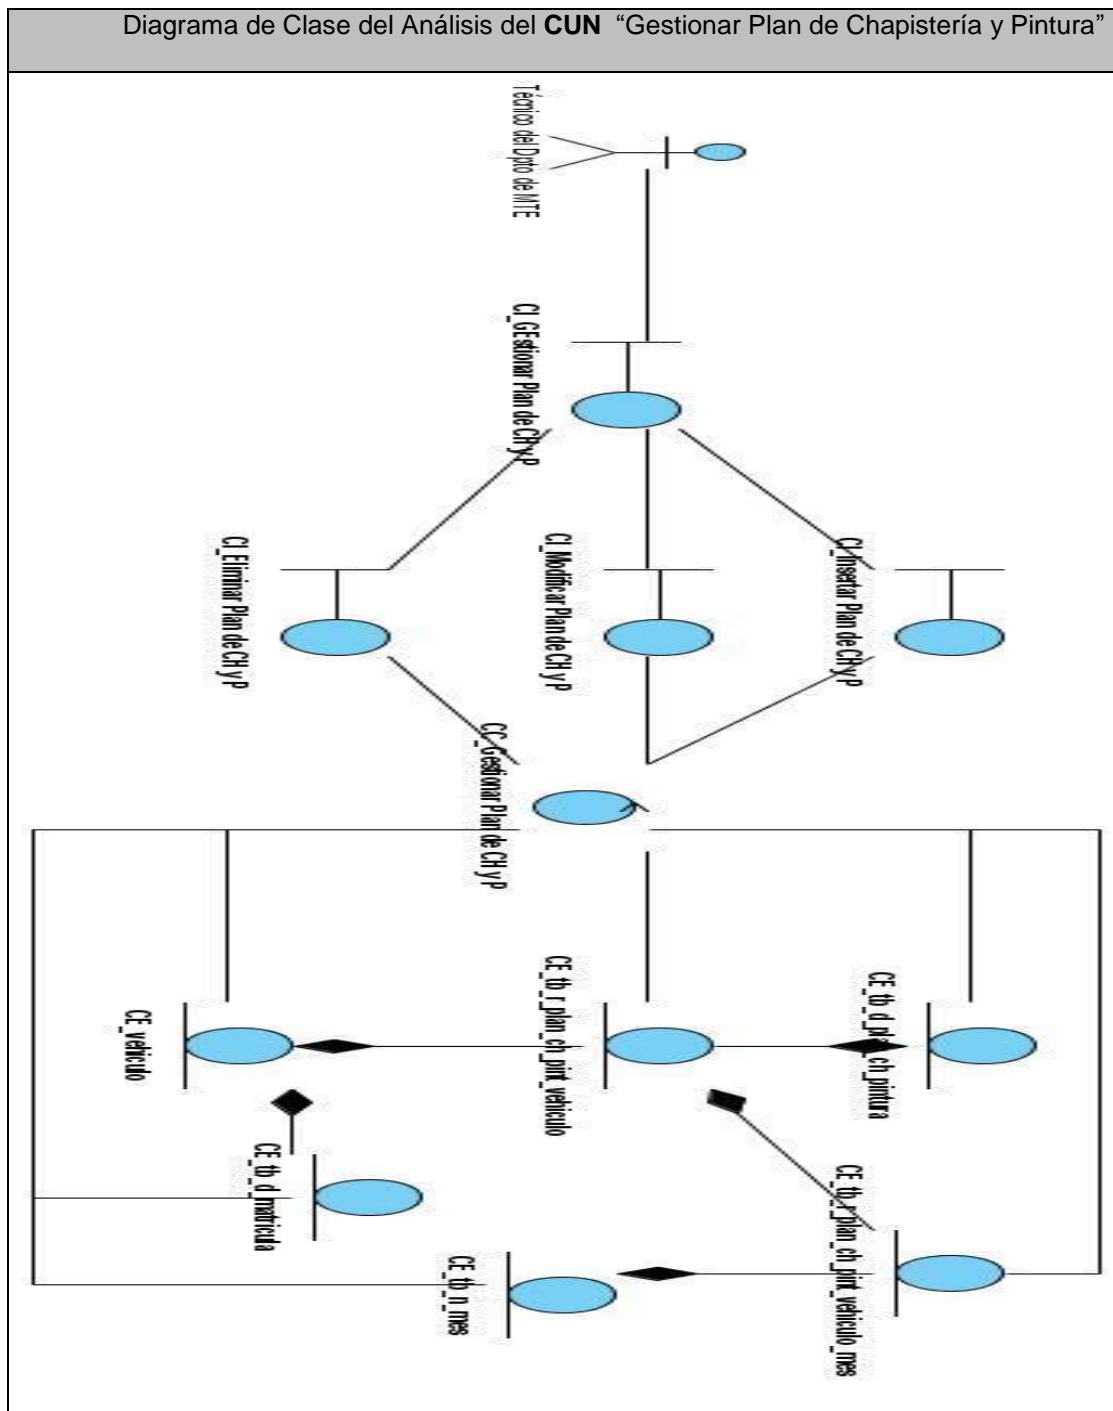 Diagrama de Clase del Análisis del CUN “Gestionar Plan de Chapistería y Pintura”
Técnico del Dpto de MTE
CI_GEstionar Plan de CH y P
CI_Eliminar Plan de CH y P
CI_Modificar Plan de CH y P
CI_Insertar Plan de CH y P
CC_Gestionar Plan de CH y P
CE_vehiculo
CE_tb_r_plan_ch_pint_vehiculo
CE_tb_d_plan_ch_pintura
CE_tb_d_matricula
CE_tb_n_mes
CE_tb_r_plan_ch_pint_vehiculo_mes